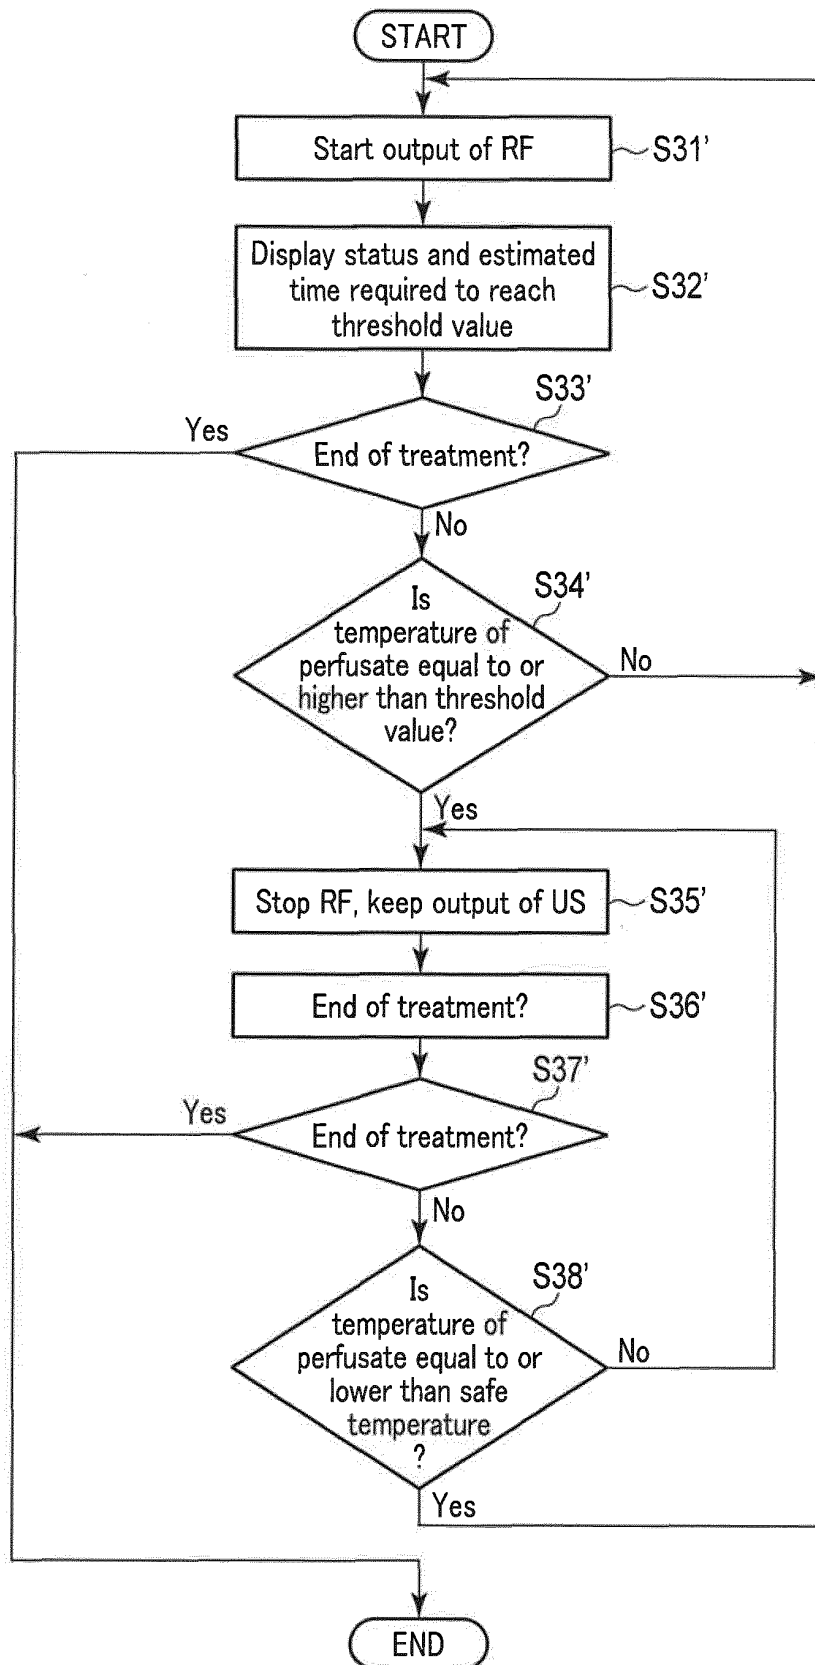 START
Start output of RF
S31'
Display status and estimated
time required to reach
threshold value
S32'
S33'
Yes
End of treatment?
No
S34'
Is
temperature of
perfusate equal to or
higher than threshold
value?
No
Yes
Stop RF, keep output of US
S35'
End of treatment?
S36'
S37'
Yes
End of treatment?
No
S38'
Is
temperature of
perfusate equal to or
lower than safe
temperature
?
No
Yes
END